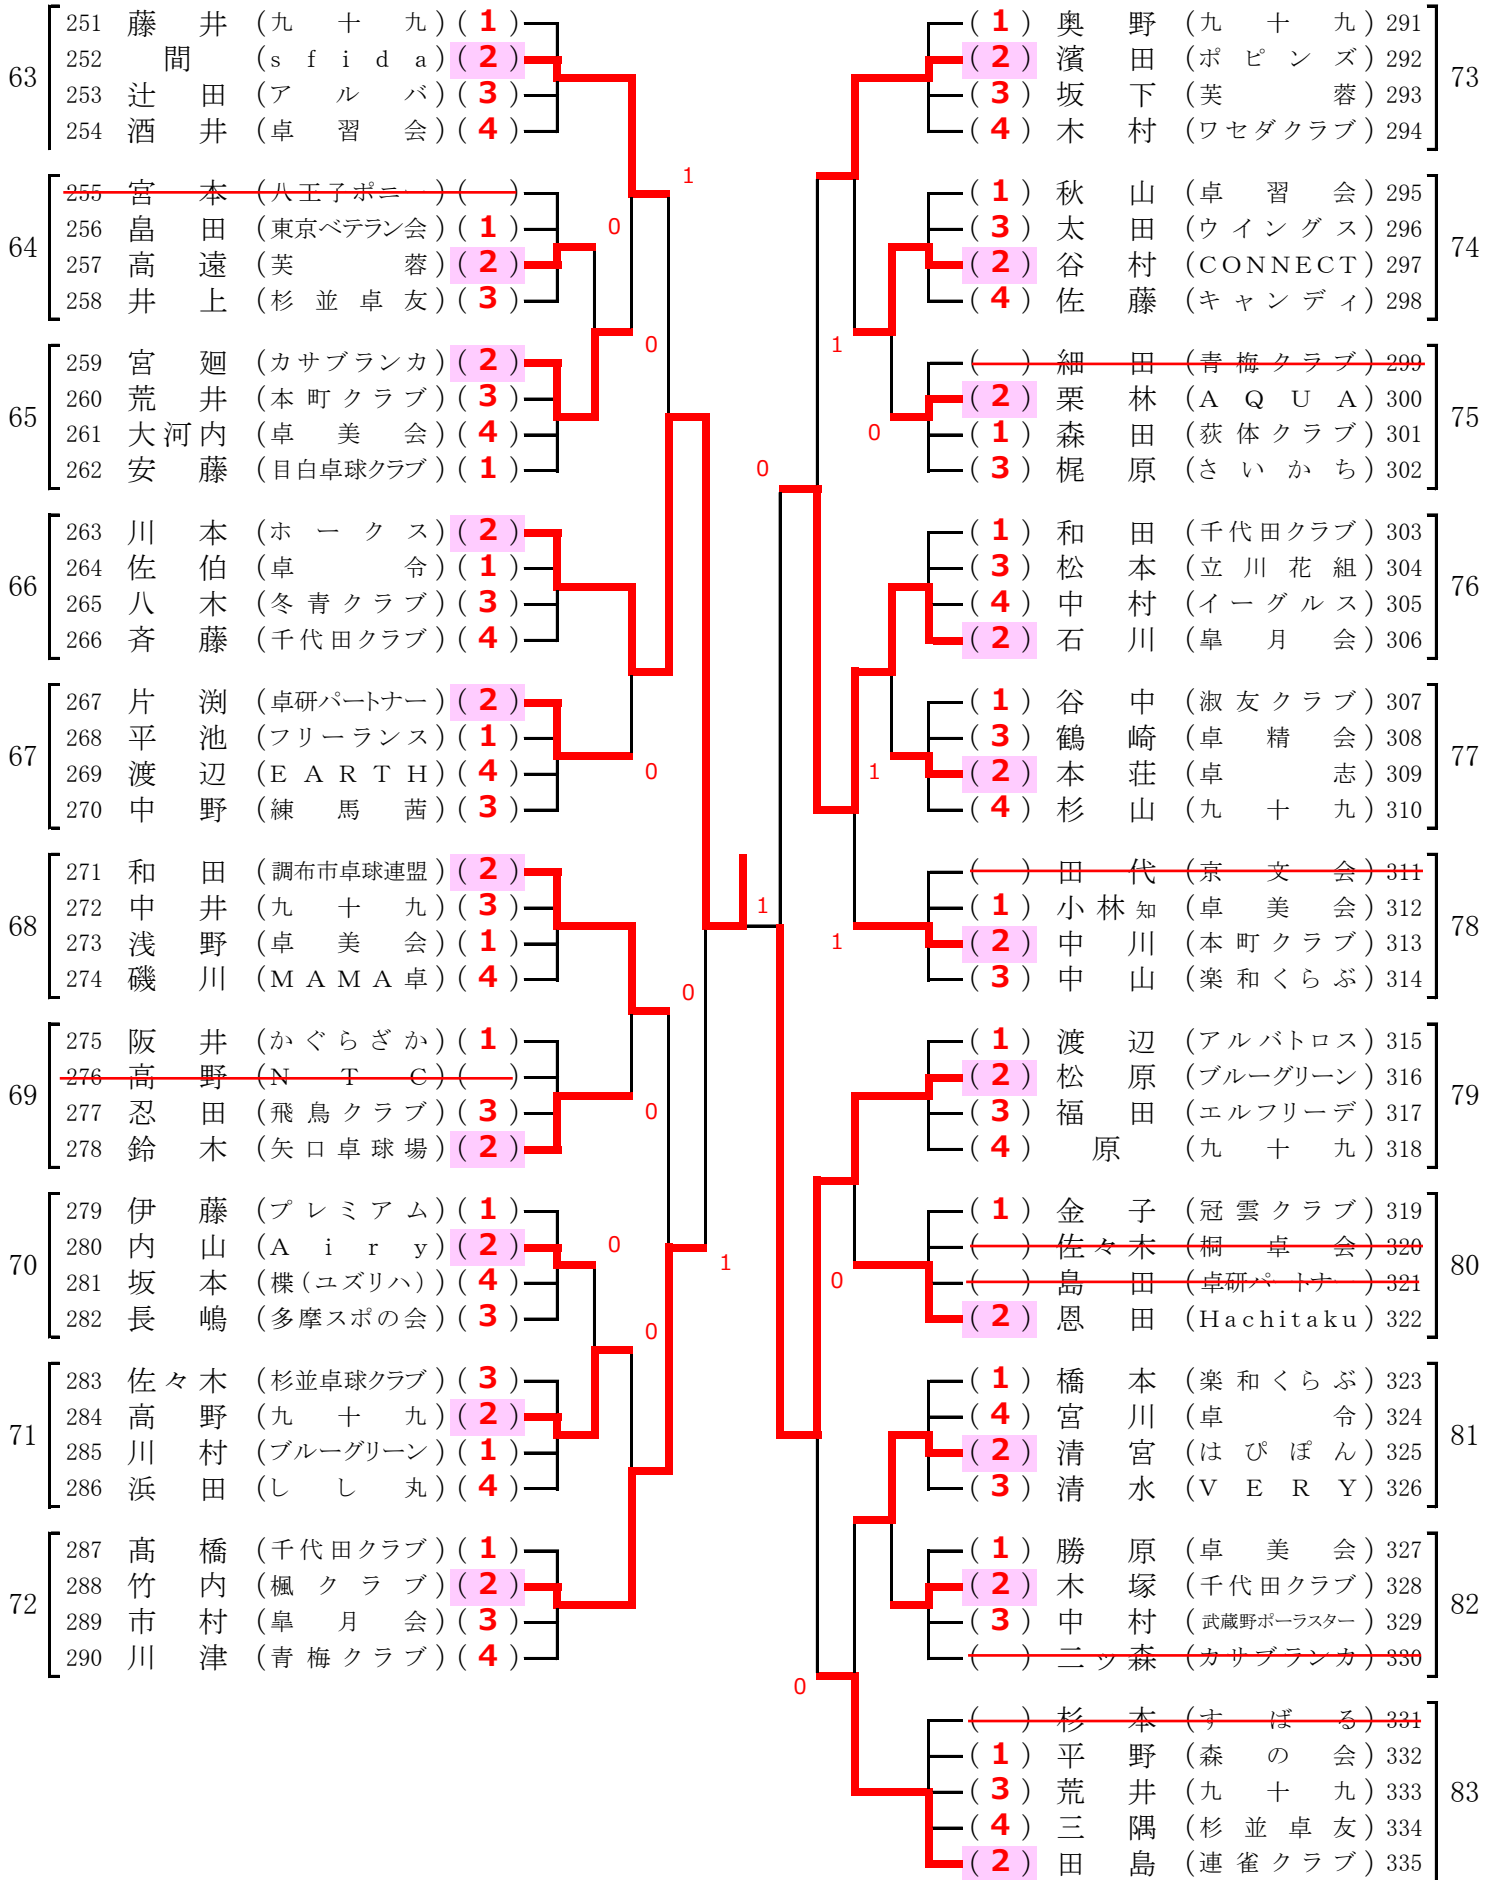 63
251 藤井 (九十九) (1)
252 間 (sfida) (2)
253 辻田 (アルバ) (3)
254 酒井 (卓習会) (4)
64
255 宮本 (八王子ポニー) ( )
256 畠田 (東京ベテラン会) (1)
257 高遠 (芙蓉) (2)
258 井上 (杉並卓友) (3)
65
259 宮廻 (カサブランカ) (2)
260 荒井 (本町クラブ) (3)
261 大河内 (卓美会) (4)
262 安藤 (目白卓球クラブ) (1)
66
263 川本 (ホークス) (2)
264 佐伯 (卓令) (1)
265 八木 (冬青クラブ) (3)
266 斉藤 (千代田クラブ) (4)
67
267 片渕 (卓研パートナー) (2)
268 平池 (フリーランス) (1)
269 渡辺 (EARTH) (4)
270 中野 (練馬茜) (3)
68
271 和田 (調布市卓球連盟) (2)
272 中井 (九十九) (3)
273 浅野 (卓美会) (1)
274 磯川 (MAMA卓) (4)
69
275 阪井 (かぐらざか) (1)
276 高野 (NTC) ( )
277 忍田 (飛鳥クラブ) (3)
278 鈴木 (矢口卓球場) (2)
70
279 伊藤 (プレミアム) (1)
280 内山 (Airy) (2)
281 坂本 (楪(ユズリハ)) (4)
282 長嶋 (多摩スポの会) (3)
71
283 佐々木 (杉並卓球クラブ) (3)
284 高野 (九十九) (2)
285 川村 (ブルーグリーン) (1)
286 浜田 (しし丸) (4)
72
287 髙橋 (千代田クラブ) (1)
288 竹内 (楓クラブ) (2)
289 市村 (皐月会) (3)
290 川津 (青梅クラブ) (4)
1
0
0
0
0
0
0
0
1
1
0
1
0
1
1
0
0
(1) 奥野 (九十九) 291
(2) 濱田 (ポピンズ) 292
(3) 坂下 (芙蓉) 293
(4) 木村 (ワセダクラブ) 294
73
(1) 秋山 (卓習会) 295
(3) 太田 (ウイングス) 296
(2) 谷村 (CONNECT) 297
(4) 佐藤 (キャンディ) 298
74
( ) 細田 (青梅クラブ) 299
(2) 栗林 (AQUA) 300
(1) 森田 (荻体クラブ) 301
(3) 梶原 (さいかち) 302
75
(1) 和田 (千代田クラブ) 303
(3) 松本 (立川花組) 304
(4) 中村 (イーグルス) 305
(2) 石川 (皐月会) 306
76
(1) 谷中 (淑友クラブ) 307
(3) 鶴崎 (卓精会) 308
(2) 本荘 (卓志) 309
(4) 杉山 (九十九) 310
77
( ) 田代 (京文会) 311
(1) 小林知 (卓美会) 312
(2) 中川 (本町クラブ) 313
(3) 中山 (楽和くらぶ) 314
78
(1) 渡辺 (アルバトロス) 315
(2) 松原 (ブルーグリーン) 316
(3) 福田 (エルフリーデ) 317
(4) 原 (九十九) 318
79
(1) 金子 (冠雲クラブ) 319
( ) 佐々木 (桐卓会) 320
( ) 島田 (卓研パートナー) 321
(2) 恩田 (Hachitaku) 322
80
(1) 橋本 (楽和くらぶ) 323
(4) 宮川 (卓令) 324
(2) 清宮 (はぴぽん) 325
(3) 清水 (VERY) 326
81
(1) 勝原 (卓美会) 327
(2) 木塚 (千代田クラブ) 328
(3) 中村 (武蔵野ポーラスター) 329
( ) 二ッ森 (カサブランカ) 330
82
( ) 杉本 (すばる) 331
(1) 平野 (森の会) 332
(3) 荒井 (九十九) 333
(4) 三隅 (杉並卓友) 334
(2) 田島 (連雀クラブ) 335
83